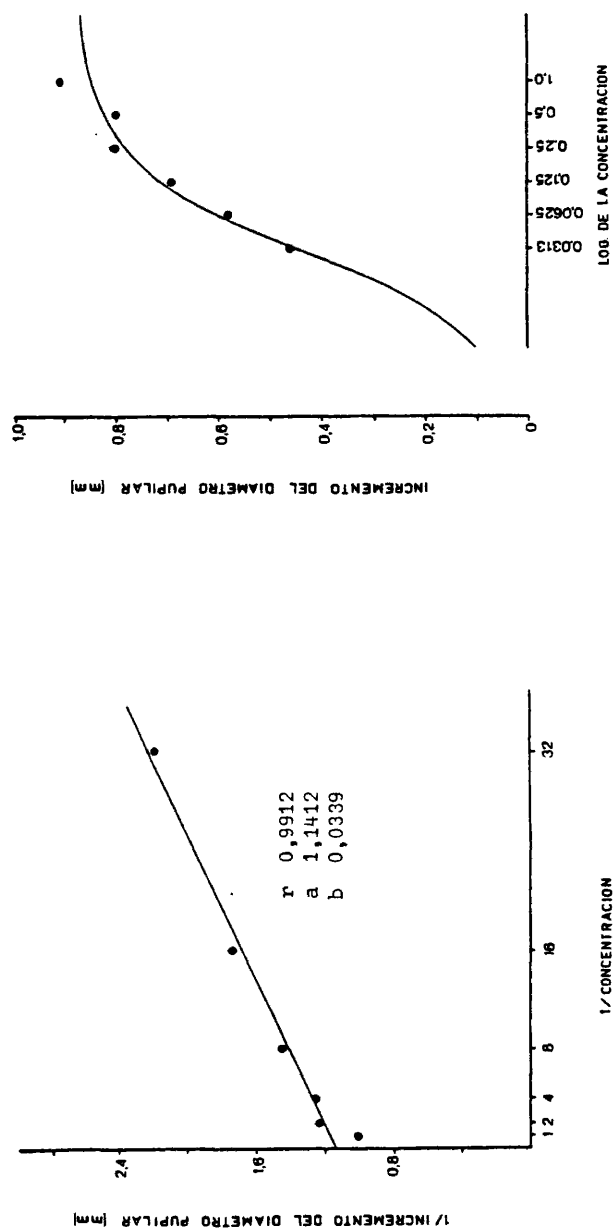 INCREMENTO DEL DIAMETRO PUPILAR [mm]
1,0
0,8
0,6
0,4
0,2
0
0,0313
0,0625
0,125
0,25
0,5
1,0
LOG. DE LA CONCENTRACION
1/INCREMENTO DEL DIAMETRO PUPILAR [mm]
2,4
1,6
0,8
r 0,9912
a 1,1412
b 0,0339
1 2 4 8 16 32
1/CONCENTRACION